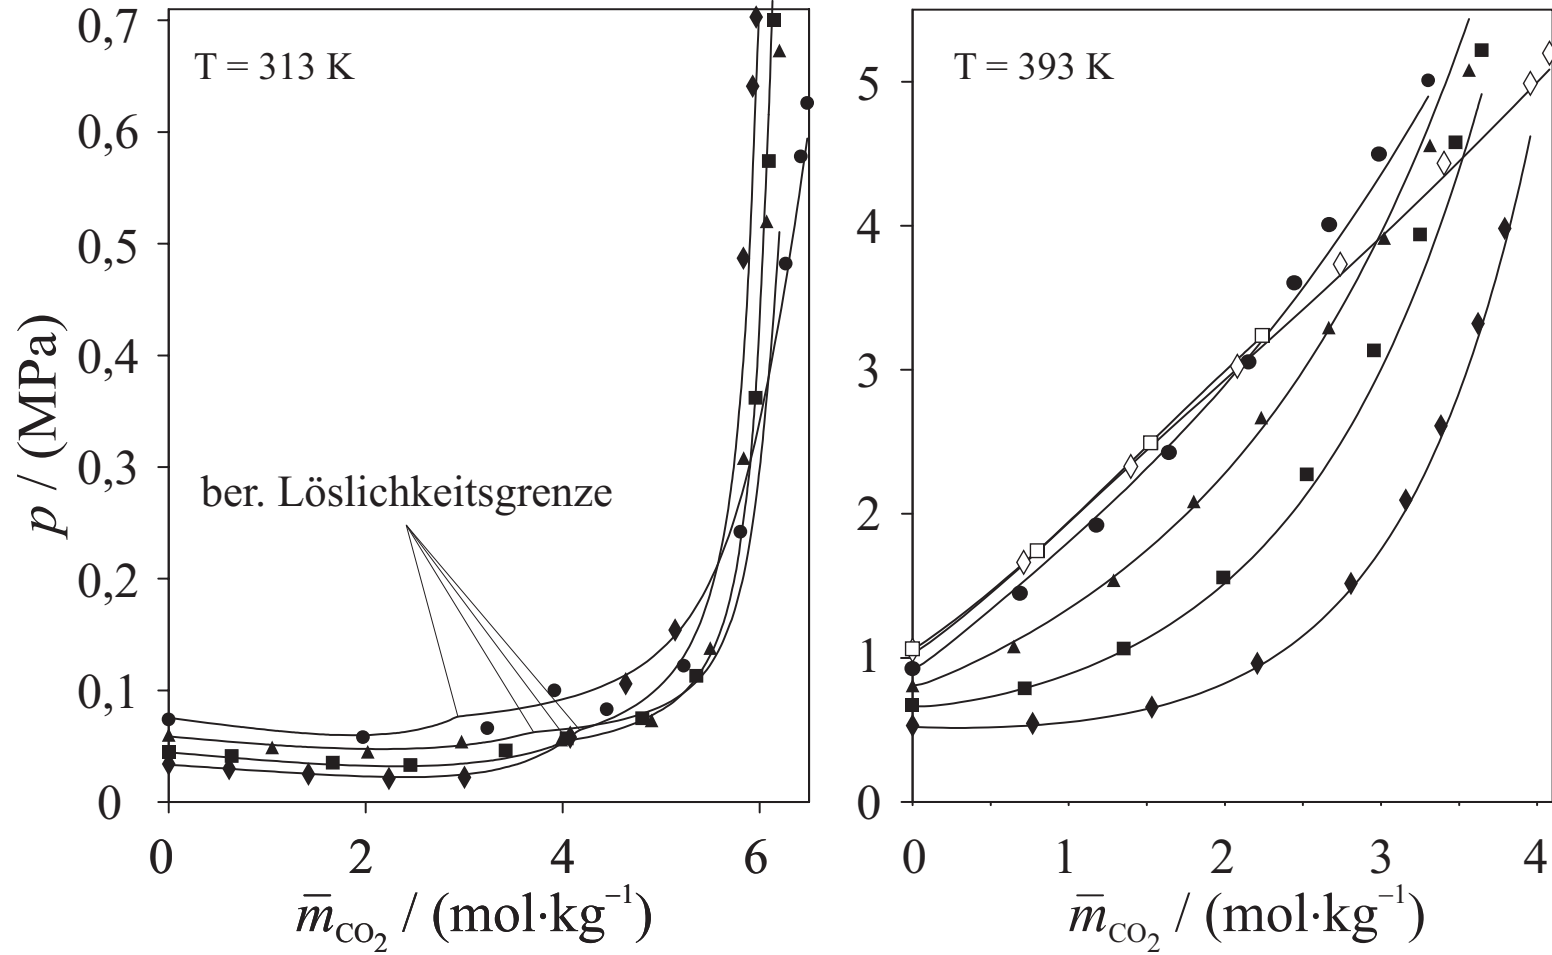 T = 313 K
0,7
0,6
0,5
0,4
0,3
0,2
0,1
0
p / (MPa)
ber. Löslichkeitsgrenze
0 2 4 6
m̅CO₂ / (mol·kg⁻¹)
T = 393 K
5
4
3
2
1
0
0 1 2 3 4
m̅CO₂ / (mol·kg⁻¹)